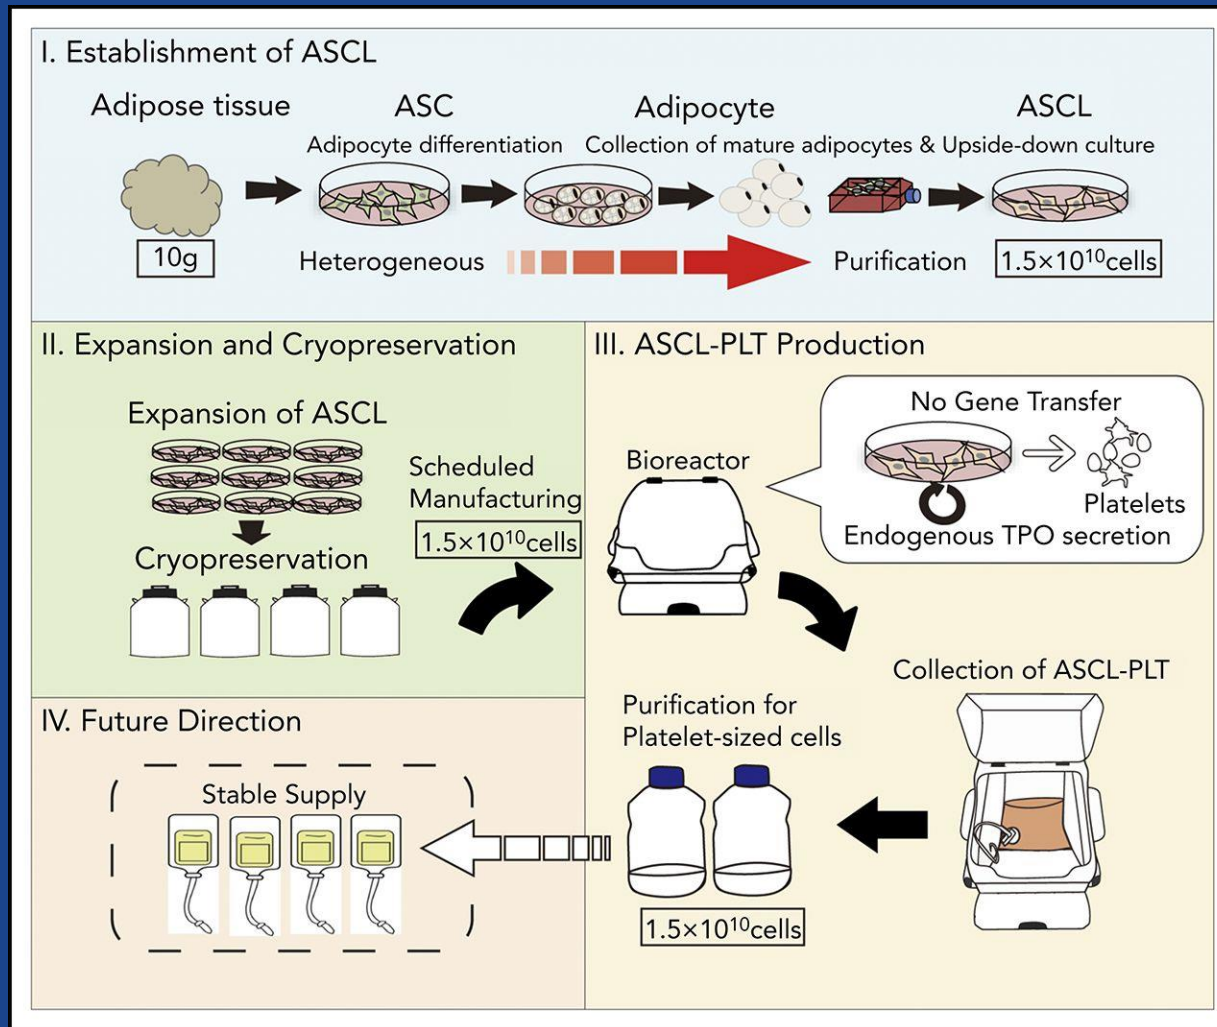 I. Establishment of ASCL
Adipose tissue
ASC
Adipocyte
ASCL
Adipocyte differentiation
Collection of mature adipocytes & Upside-down culture
10g
Heterogeneous
Purification
1.5×10¹⁰cells
II. Expansion and Cryopreservation
Expansion of ASCL
Cryopreservation
Scheduled
Manufacturing
1.5×10¹⁰cells
III. ASCL-PLT Production
Bioreactor
No Gene Transfer
Platelets
Endogenous TPO secretion
Collection of ASCL-PLT
Purification for
Platelet-sized cells
1.5×10¹⁰cells
IV. Future Direction
Stable Supply